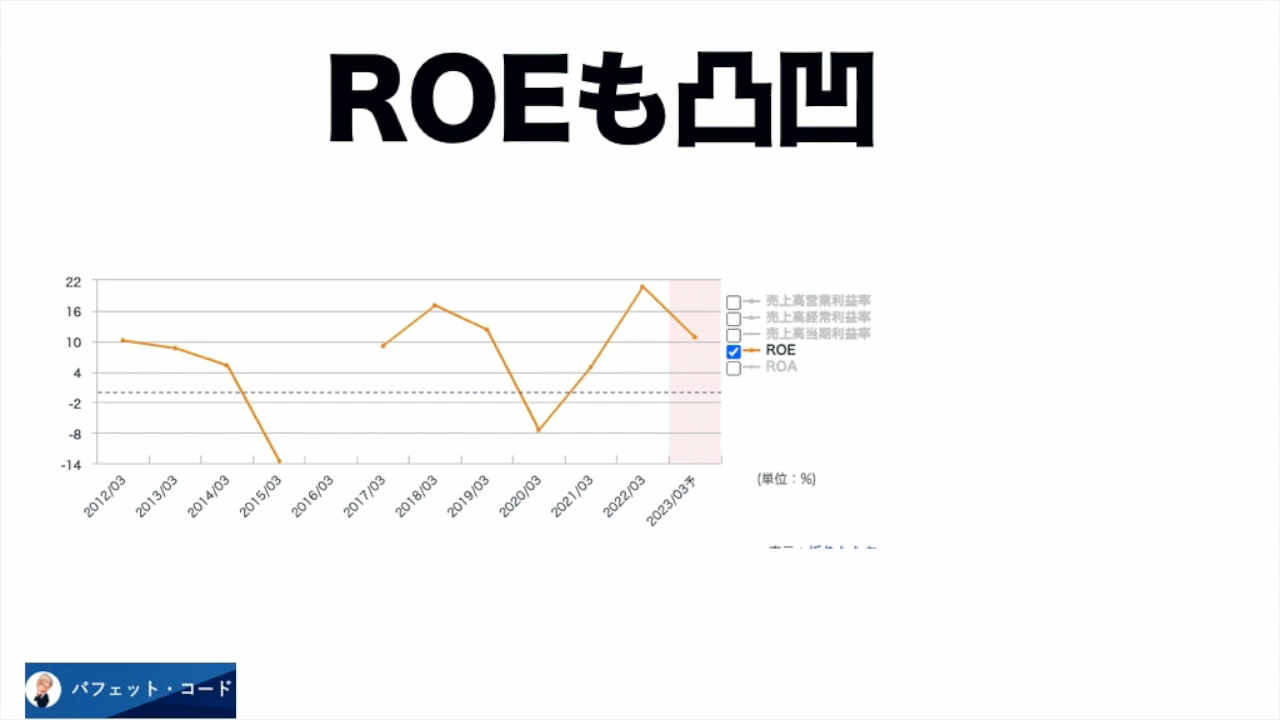 ROEも凸凹
22
16
10
4
-2
-8
-14
2012/03
2013/03
2014/03
2015/03
2016/03
2017/03
2018/03
2019/03
2020/03
2021/03
2022/03
2023/03予
売上高営業利益率
売上高経常利益率
売上高当期利益率
ROE
ROA
(単位：%)
バフェット・コード